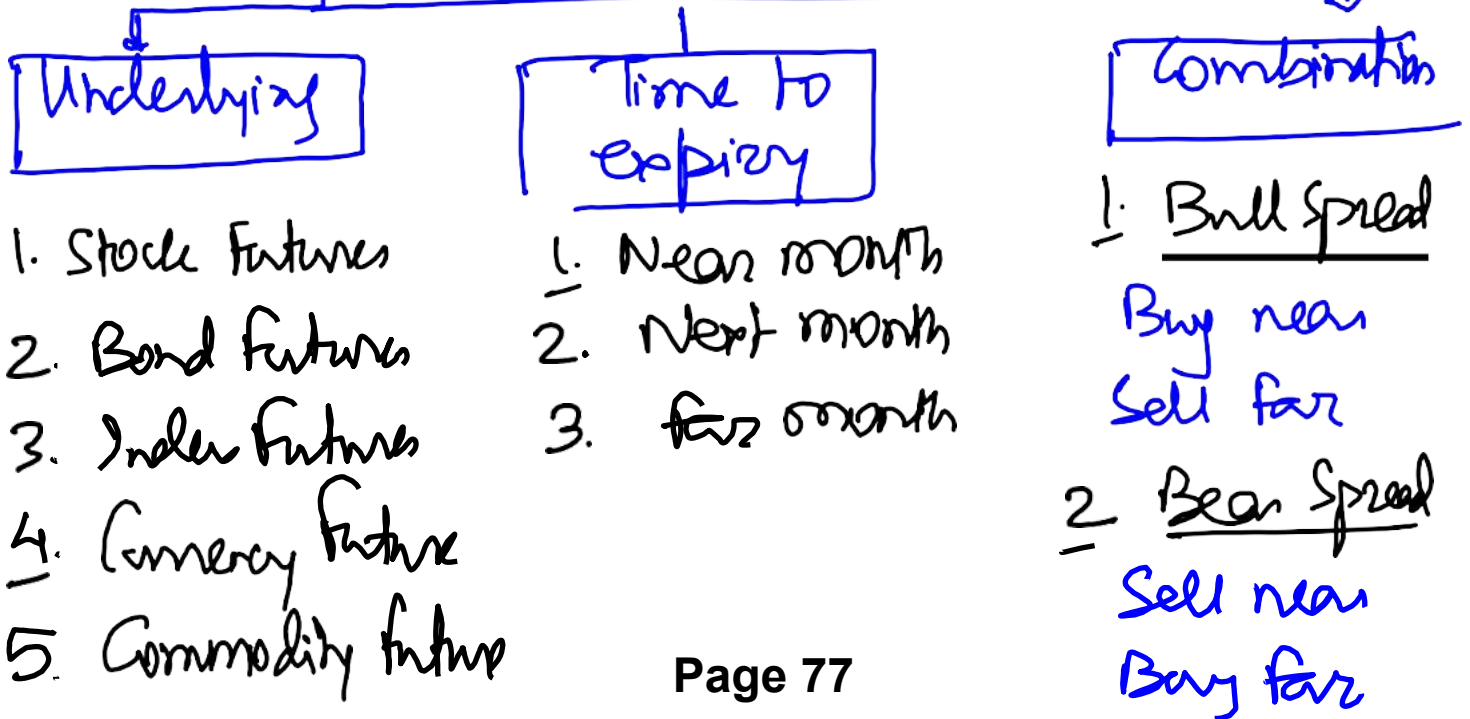 Underlying
1. Stock Futures
2. Bond Futures
3. Index Futures
4. Currency Future
5. Commodity Future
Time to
expiry
1. Near month
2. Next month
3. Far month
Combination
1. Bull Spread
Buy near
Sell far
2 Bear Spread
Sell near
Buy far
Page 77